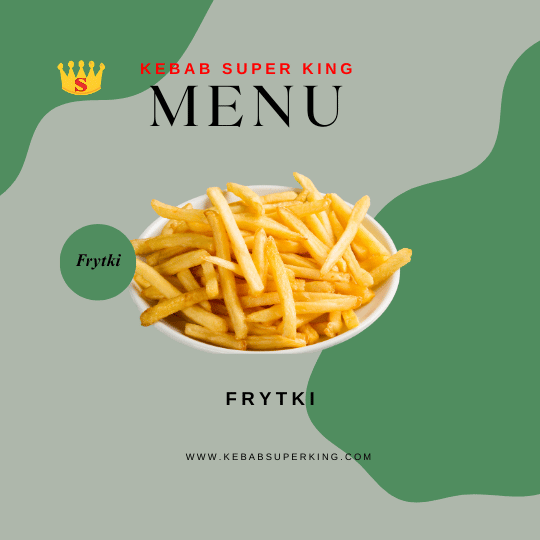 KEBAB SUPER KING
S
MENU
Frytki
FRYTKI
WWW.KEBABSUPERKING.COM